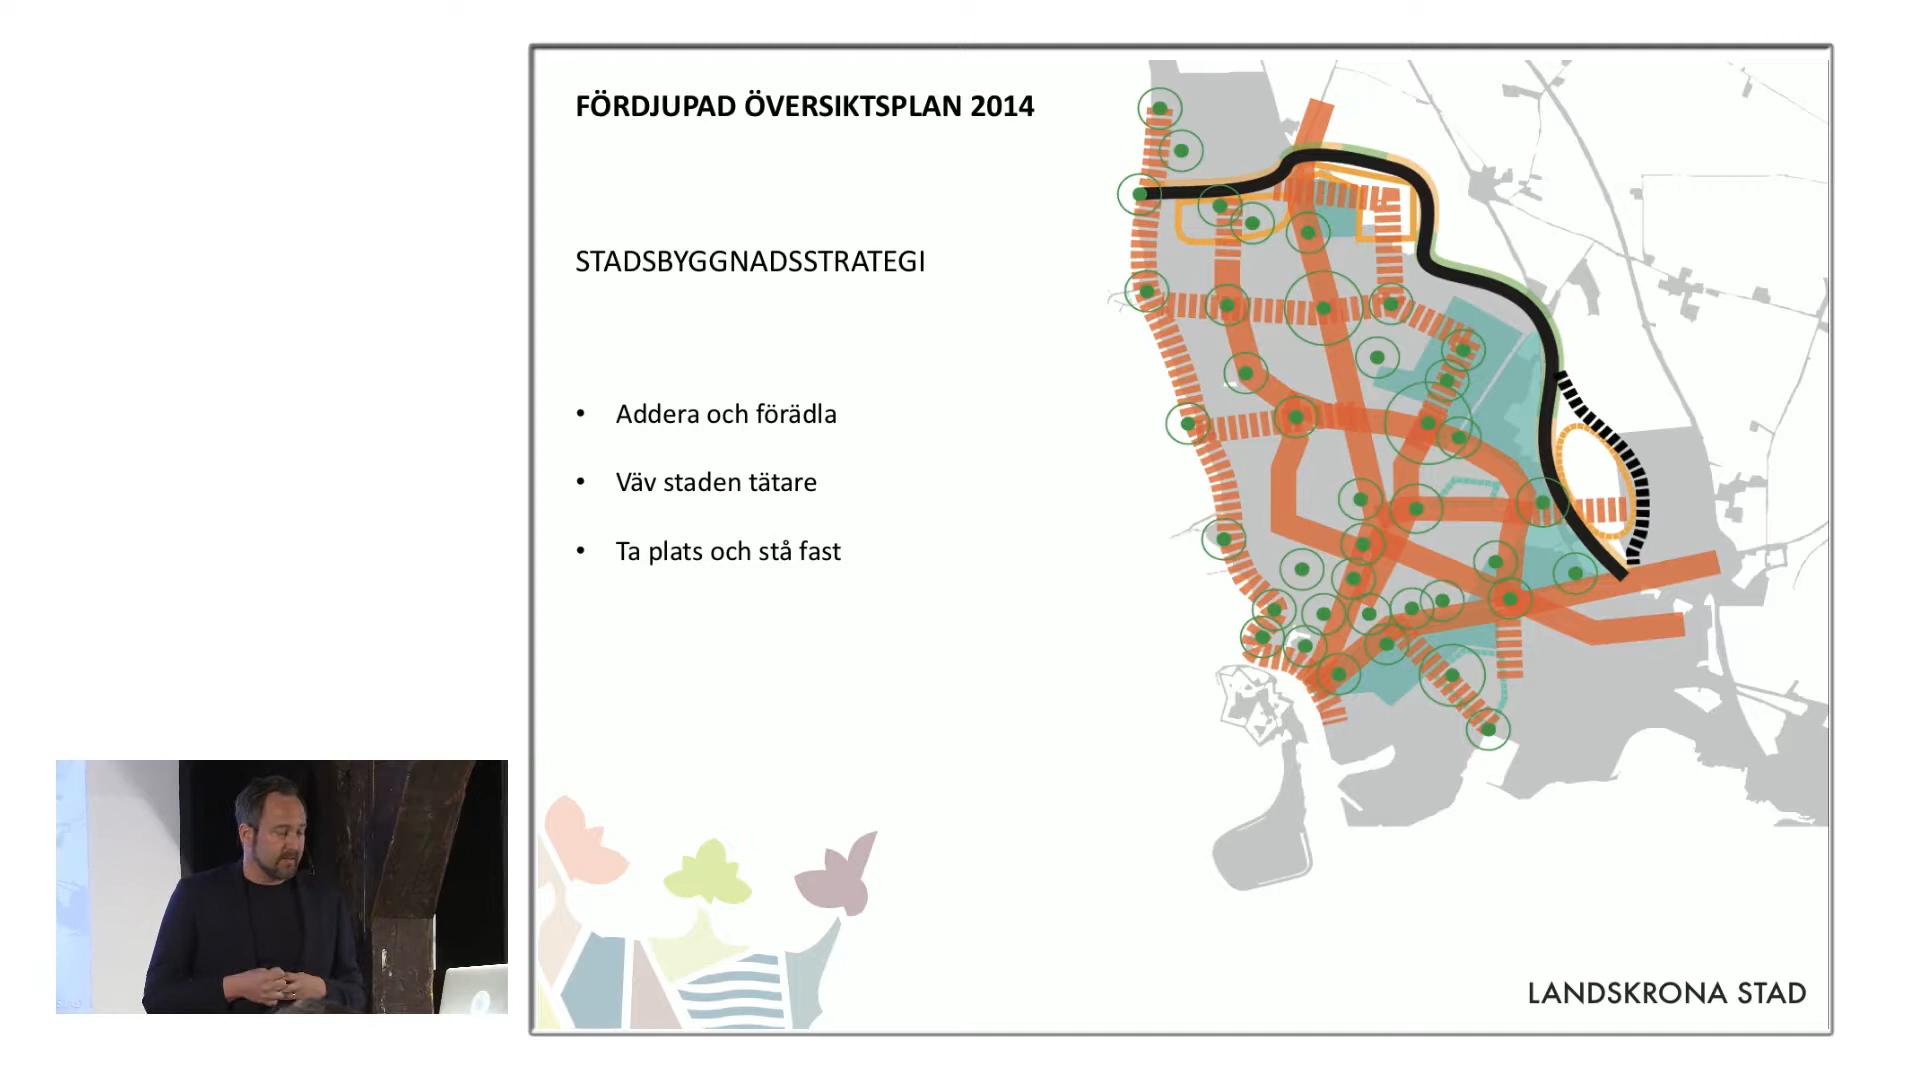 FÖRDJUPAD ÖVERSIKTSPLAN 2014
STADSBYGGNADSSTRATEGI
• Addera och förädla
• Väv staden tätare
• Ta plats och stå fast
LANDSKRONA STAD